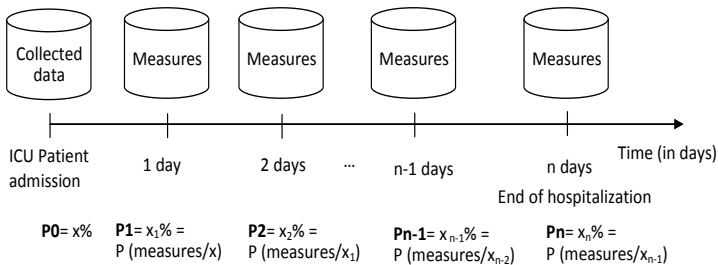 Collected
data
Measures
Measures
Measures
Measures
ICU Patient
admission
1 day
2 days
...
n-1 days
n days
Time (in days)
End of hospitalization
P0= x%
P1= x₁% =
P (measures/x)
P2= x₂% =
P (measures/x₁)
Pn-1= x n-1% =
P (measures/xn-2)
Pn= xn% =
P (measures/xn-1)